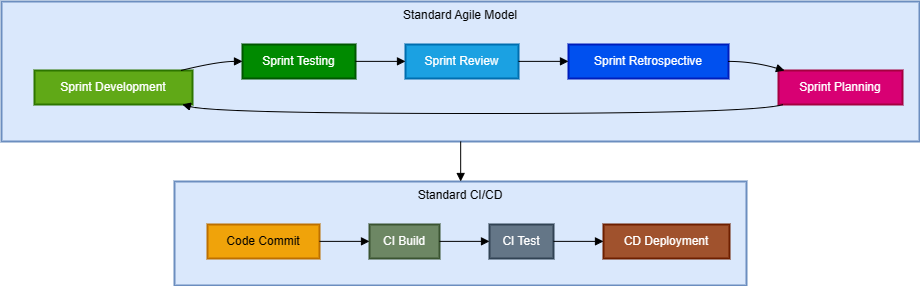 Standard Agile Model
Sprint Development
Sprint Testing
Sprint Review
Sprint Retrospective
Sprint Planning
Standard CI/CD
Code Commit
CI Build
CI Test
CD Deployment